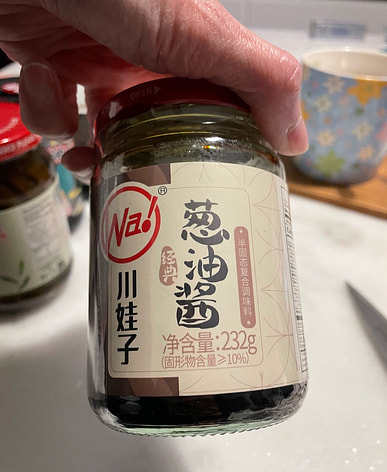 OPEN
Na!®
川娃子
葱油酱
经典
半固态复合调味料
净含量:232g
(固形物含量≥10%)